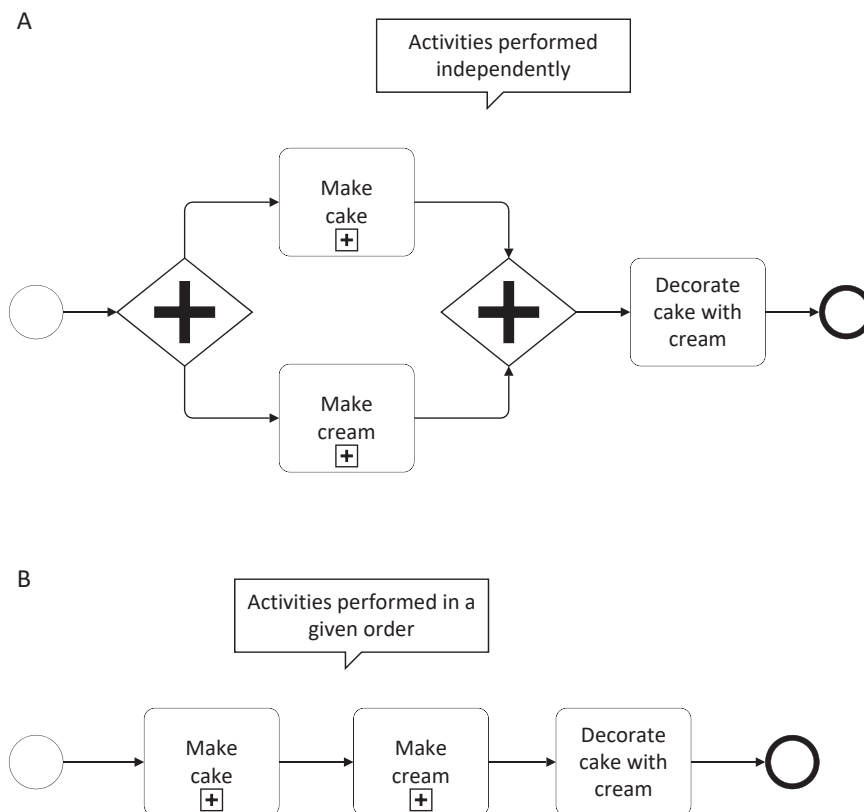 A
Activities performed
independently
Make
cake
Make
cream
Decorate
cake with
cream
B
Activities performed in a
given order
Make
cake
Make
cream
Decorate
cake with
cream